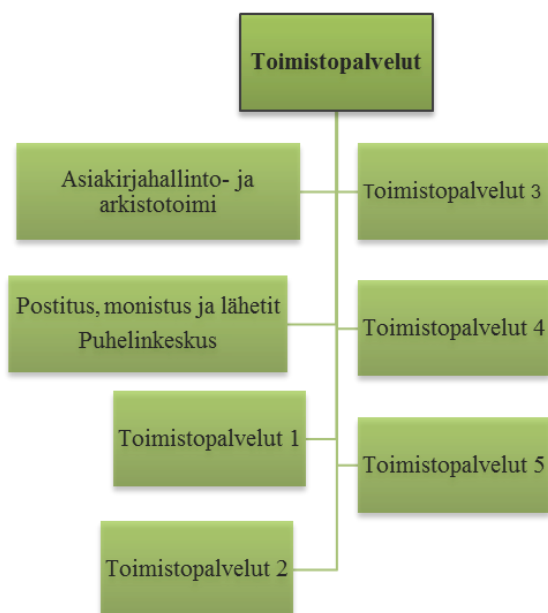 Toimistopalvelut
Asiakirjahallinto- ja
arkistotoimi
Toimistopalvelut 3
Postitus, monistus ja lähetit
Puhelinkeskus
Toimistopalvelut 4
Toimistopalvelut 1
Toimistopalvelut 5
Toimistopalvelut 2